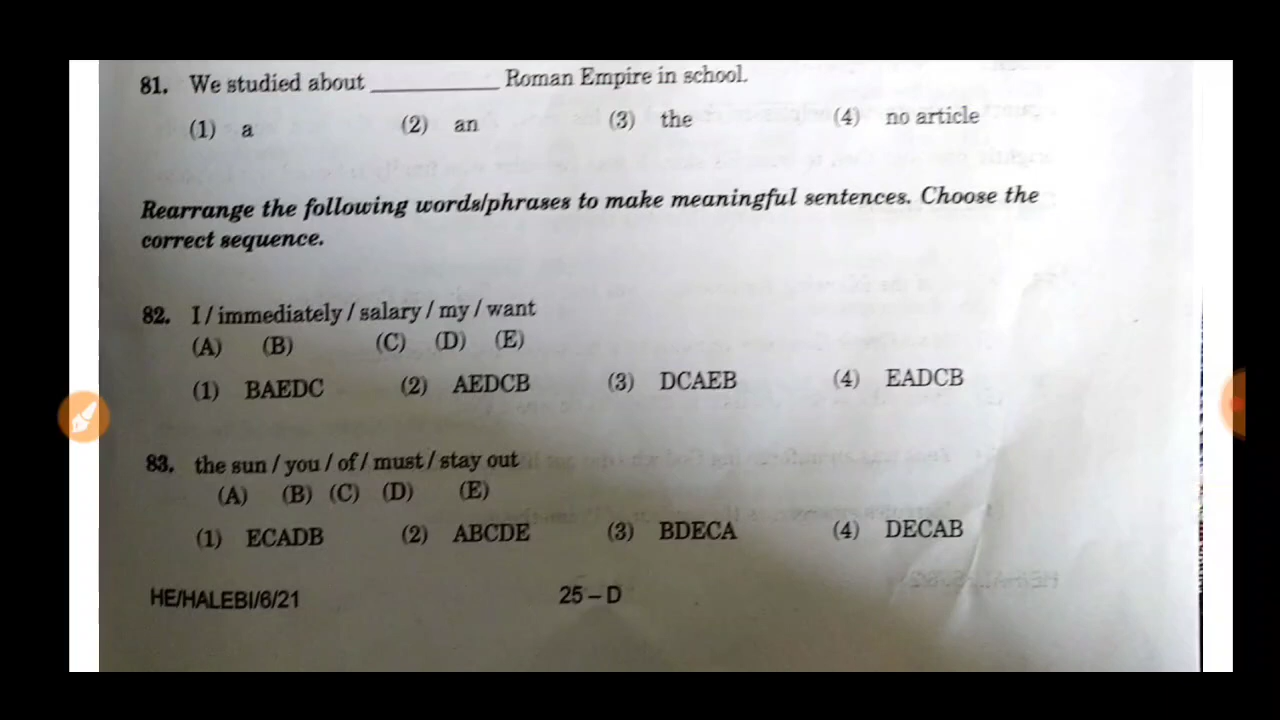 81. We studied about __________ Roman Empire in school.
(1) a (2) an (3) the (4) no article
Rearrange the following words/phrases to make meaningful sentences. Choose the
correct sequence.
82. I / immediately / salary / my / want
(A) (B) (C) (D) (E)
(1) BAEDC (2) AEDCB (3) DCAEB (4) EADCB
83. the sun / you / of / must / stay out
(A) (B) (C) (D) (E)
(1) ECADB (2) ABCDE (3) BDECA (4) DECAB
HE/HALEBI/6/21 25 – D